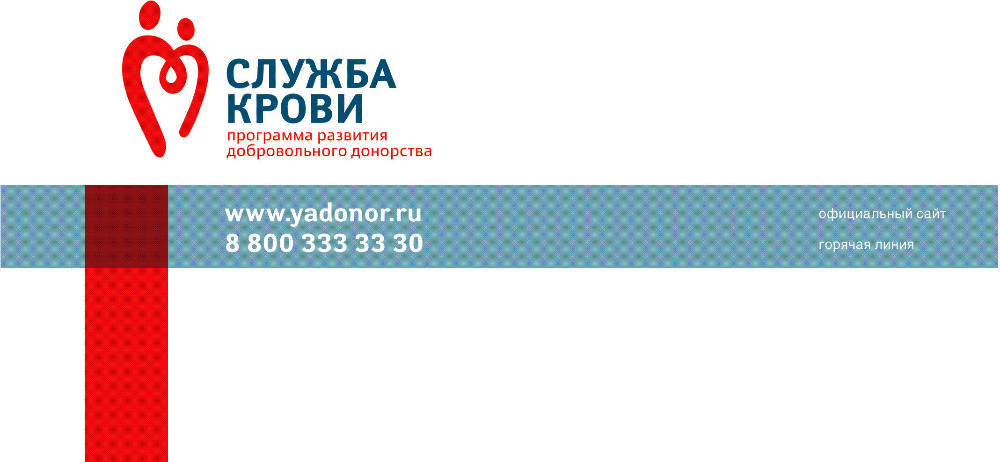 СЛУЖБА
КРОВИ
программа развития
добровольного донорства
www.yadonor.ru официальный сайт
8 800 333 33 30 горячая линия